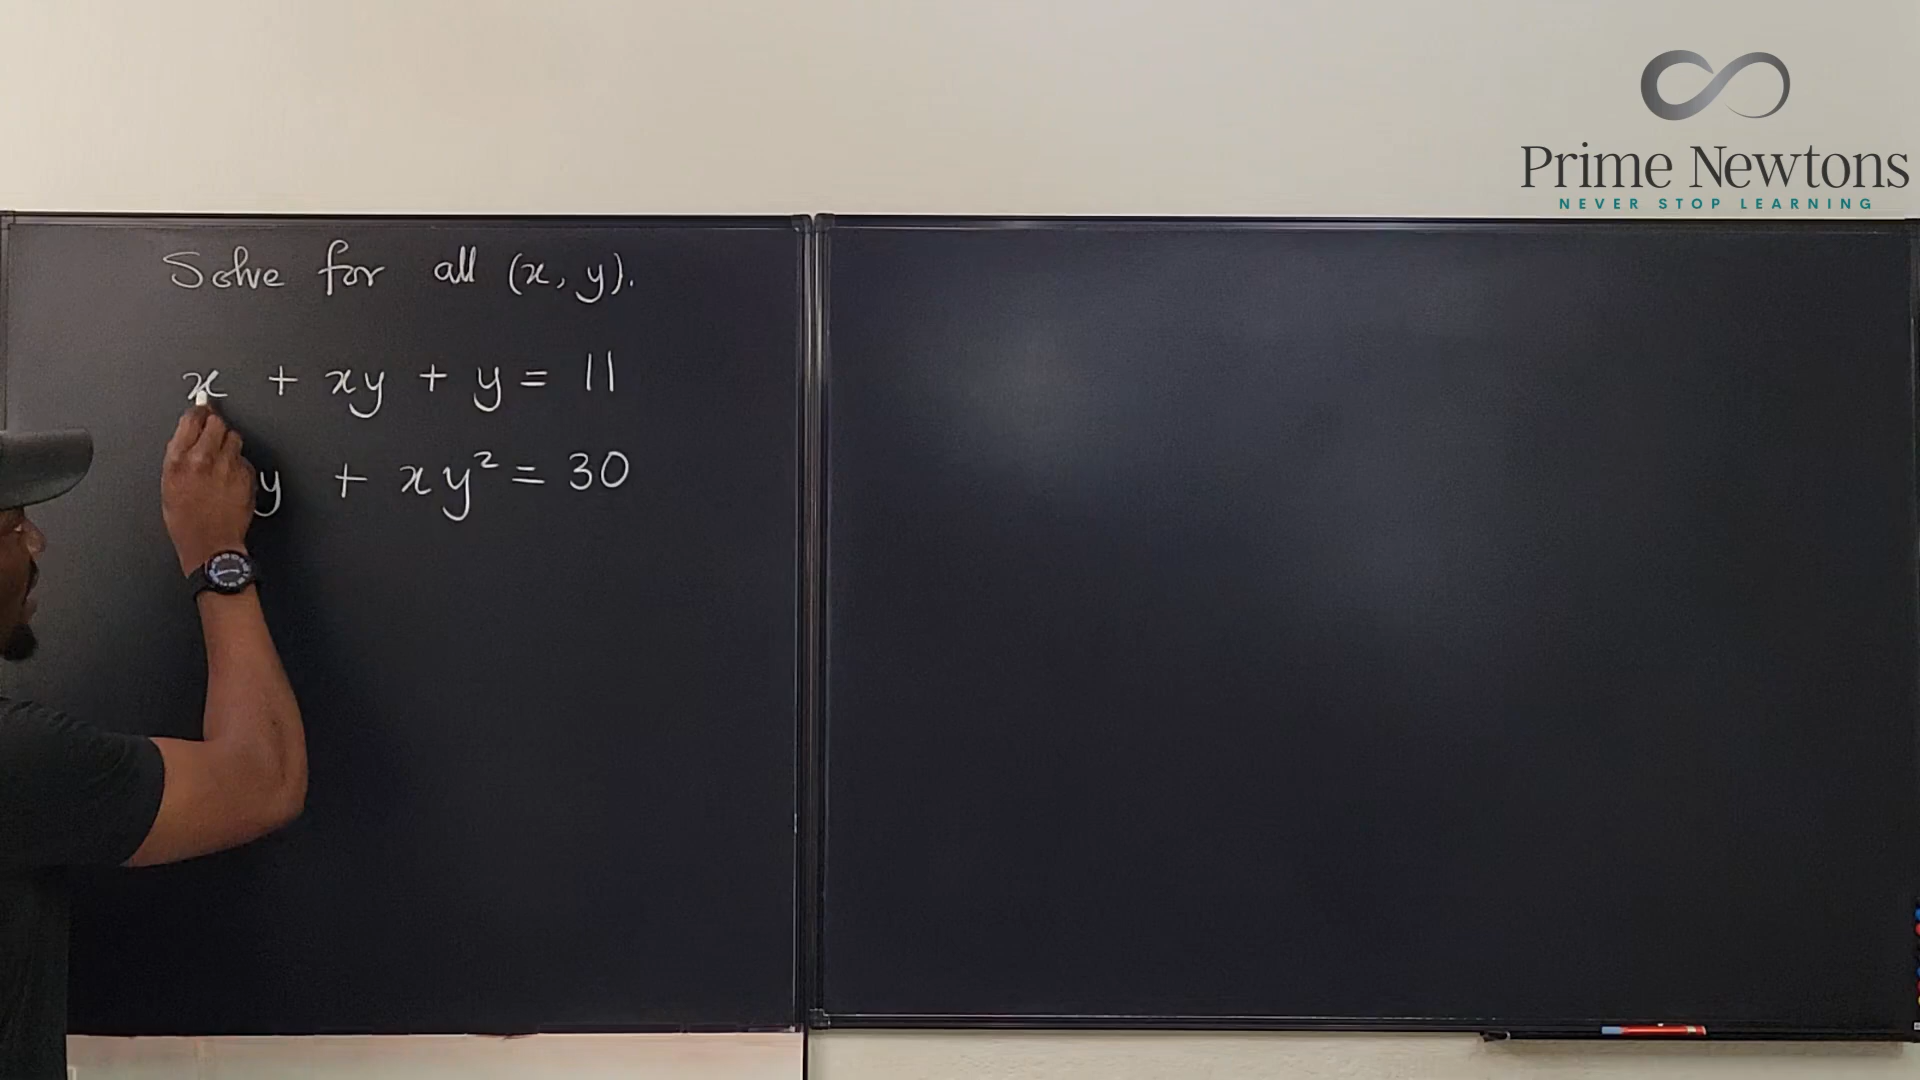 Prime Newtons
NEVER STOP LEARNING
Solve for all (x, y).
x + xy + y = 11
y + xy² = 30